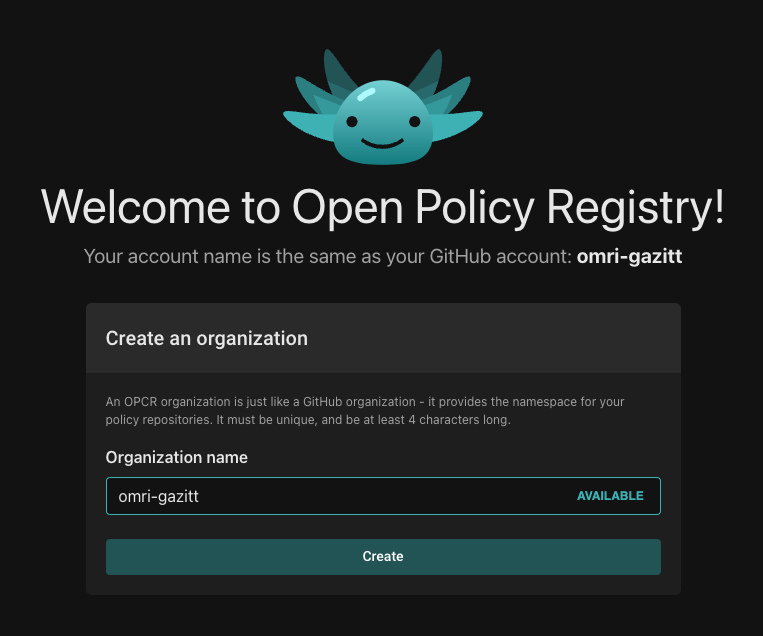 Welcome to Open Policy Registry!
Your account name is the same as your GitHub account: omri-gazitt
Create an organization
An OPCR organization is just like a GitHub organization - it provides the namespace for your
policy repositories. It must be unique, and be at least 4 characters long.
Organization name
omri-gazitt AVAILABLE
Create